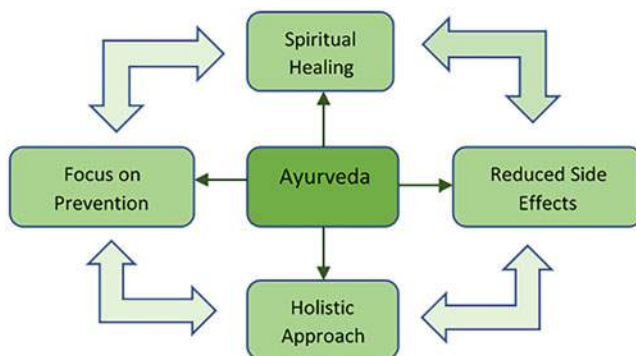 Spiritual
Healing
Focus on
Prevention
Ayurveda
Reduced Side
Effects
Holistic
Approach